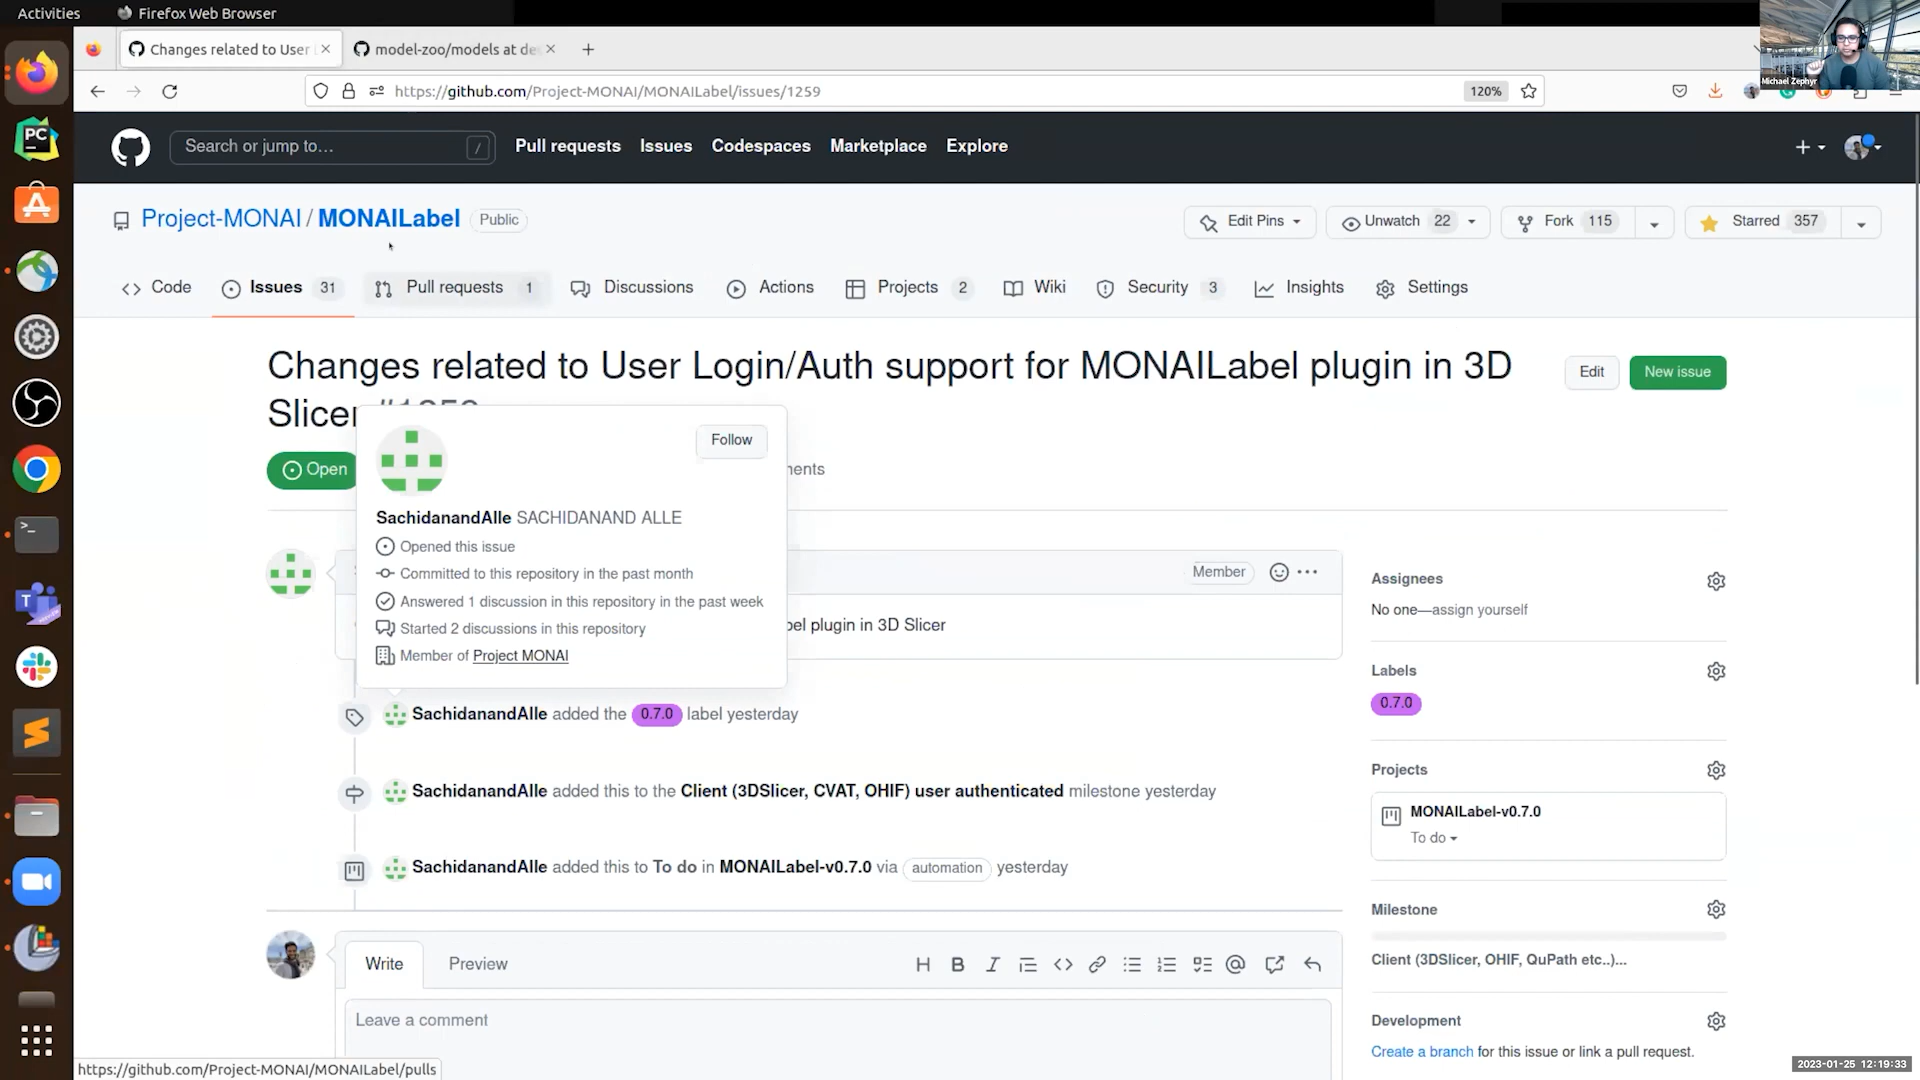 Activities
Firefox Web Browser
Changes related to User
model-zoo/models at de
https://github.com/Project-MONAI/MONAILabel/issues/1259
120%
Michael Zephyr
Search or jump to…
/
Pull requests
Issues
Codespaces
Marketplace
Explore
Project-MONAI / MONAILabel
Public
Edit Pins
Unwatch 22
Fork 115
Starred 357
Code
Issues 31
Pull requests 1
Discussions
Actions
Projects 2
Wiki
Security 3
Insights
Settings
Changes related to User Login/Auth support for MONAILabel plugin in 3D
Slicer #1259
Edit
New issue
Open
Follow
SachidanandAlle SACHIDANAND ALLE
Opened this issue
Committed to this repository in the past month
Answered 1 discussion in this repository in the past week
Started 2 discussions in this repository
Member of Project MONAI
Member
plugin in 3D Slicer
SachidanandAlle added the 0.7.0 label yesterday
SachidanandAlle added this to the Client (3DSlicer, CVAT, OHIF) user authenticated milestone yesterday
SachidanandAlle added this to To do in MONAILabel-v0.7.0 via automation yesterday
Write
Preview
Leave a comment
Assignees
No one—assign yourself
Labels
0.7.0
Projects
MONAILabel-v0.7.0
To do
Milestone
Client (3DSlicer, OHIF, QuPath etc..)...
Development
Create a branch for this issue or link a pull request.
https://github.com/Project-MONAI/MONAILabel/pulls
2023-01-25 12:19:33